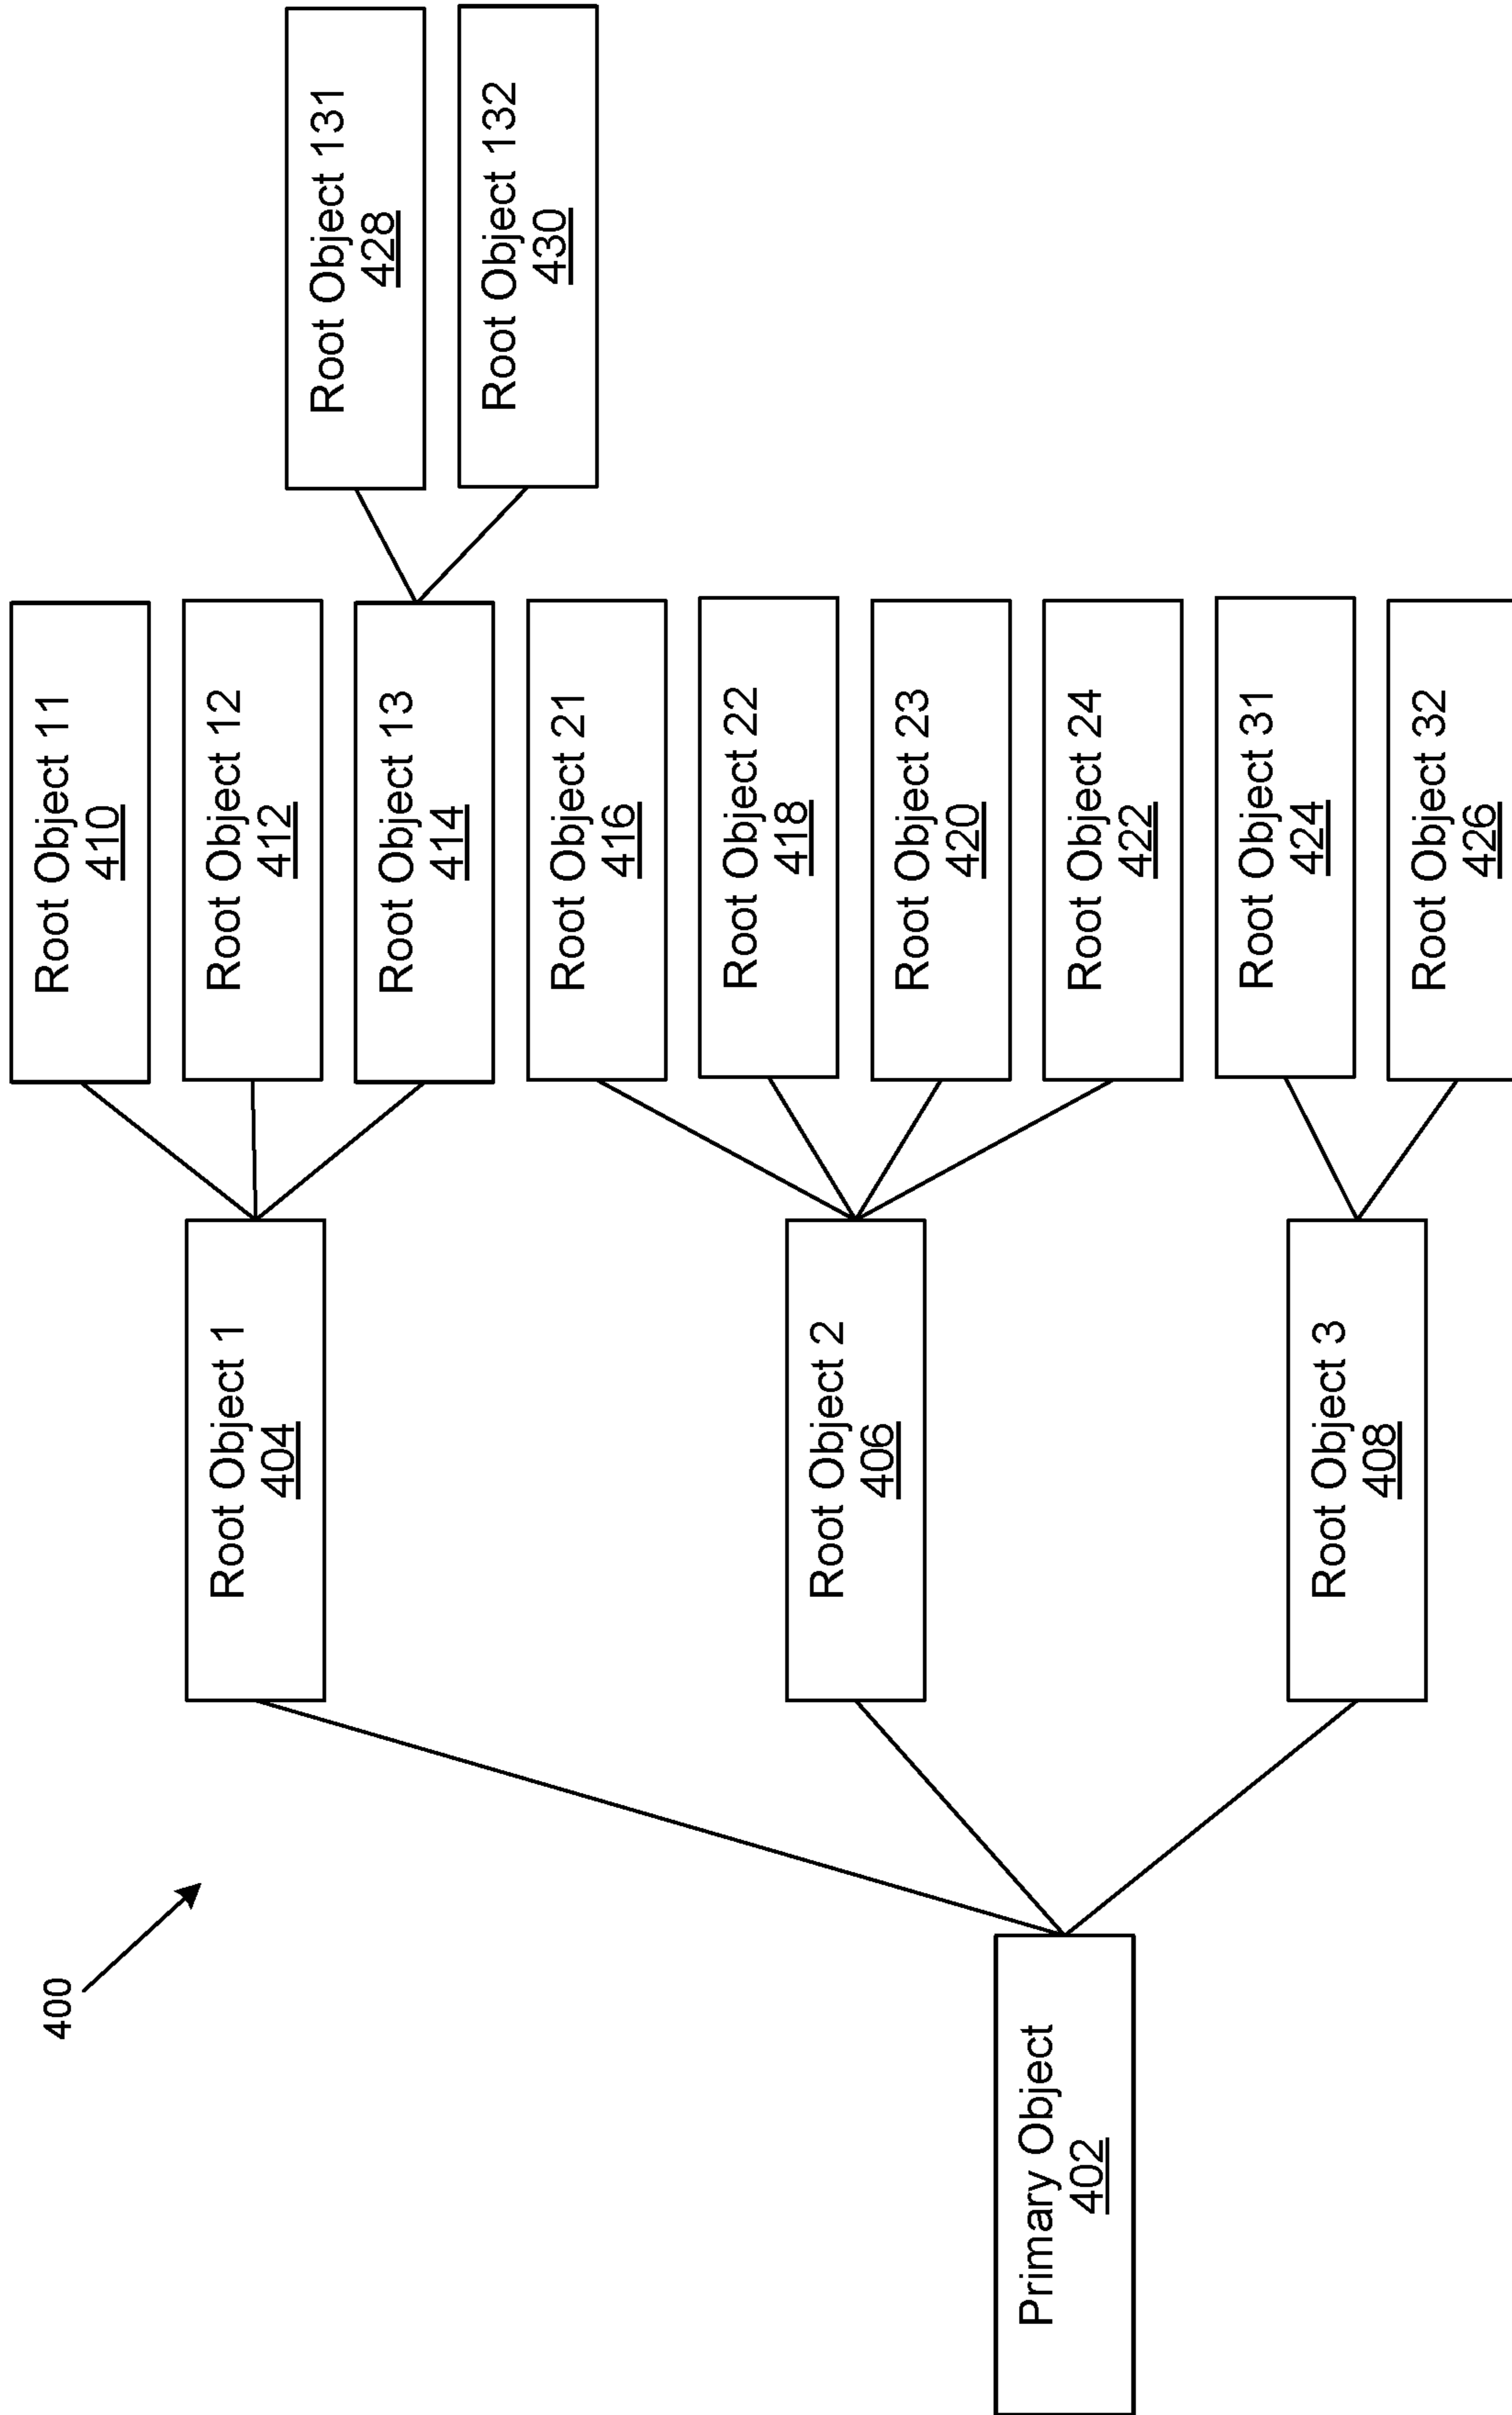 400
Primary Object
402
Root Object 1
404
Root Object 2
406
Root Object 3
408
Root Object 11
410
Root Object 12
412
Root Object 13
414
Root Object 21
416
Root Object 22
418
Root Object 23
420
Root Object 24
422
Root Object 31
424
Root Object 32
426
Root Object 131
428
Root Object 132
430